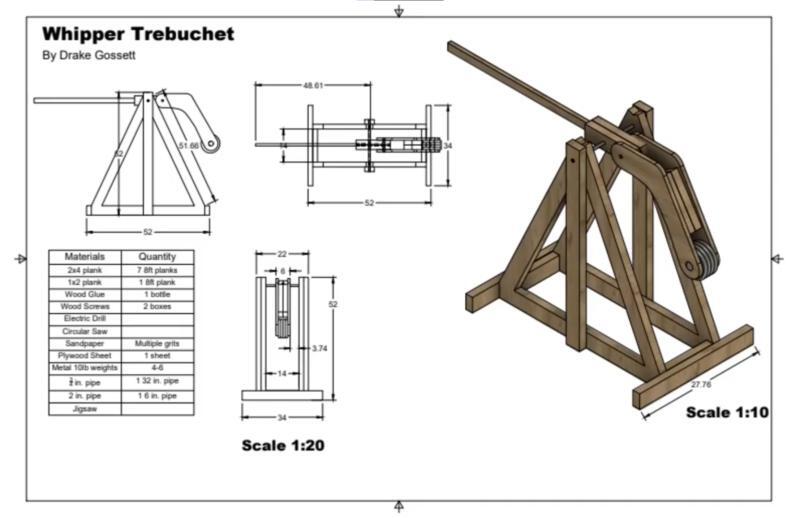 Whipper Trebuchet
By Drake Gossett
48.61
51.66
52
14
34
52
52
Materials Quantity
2x4 plank 7 8ft planks
1x2 plank 1 8ft plank
Wood Glue 1 bottle
Wood Screws 2 boxes
Electric Drill
Circular Saw
Sandpaper Multiple grits
Plywood Sheet 1 sheet
Metal 10lb weights 4-6
in. pipe 1 32 in. pipe
2 in. pipe 1 6 in. pipe
Jigsaw
22
6
52
3.74
14
34
Scale 1:20
27.76
Scale 1:10